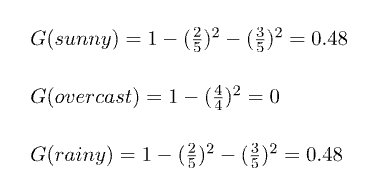 G(sunny) = 1 − (2/5)² − (3/5)² = 0.48
G(overcast) = 1 − (4/4)² = 0
G(rainy) = 1 − (2/5)² − (3/5)² = 0.48